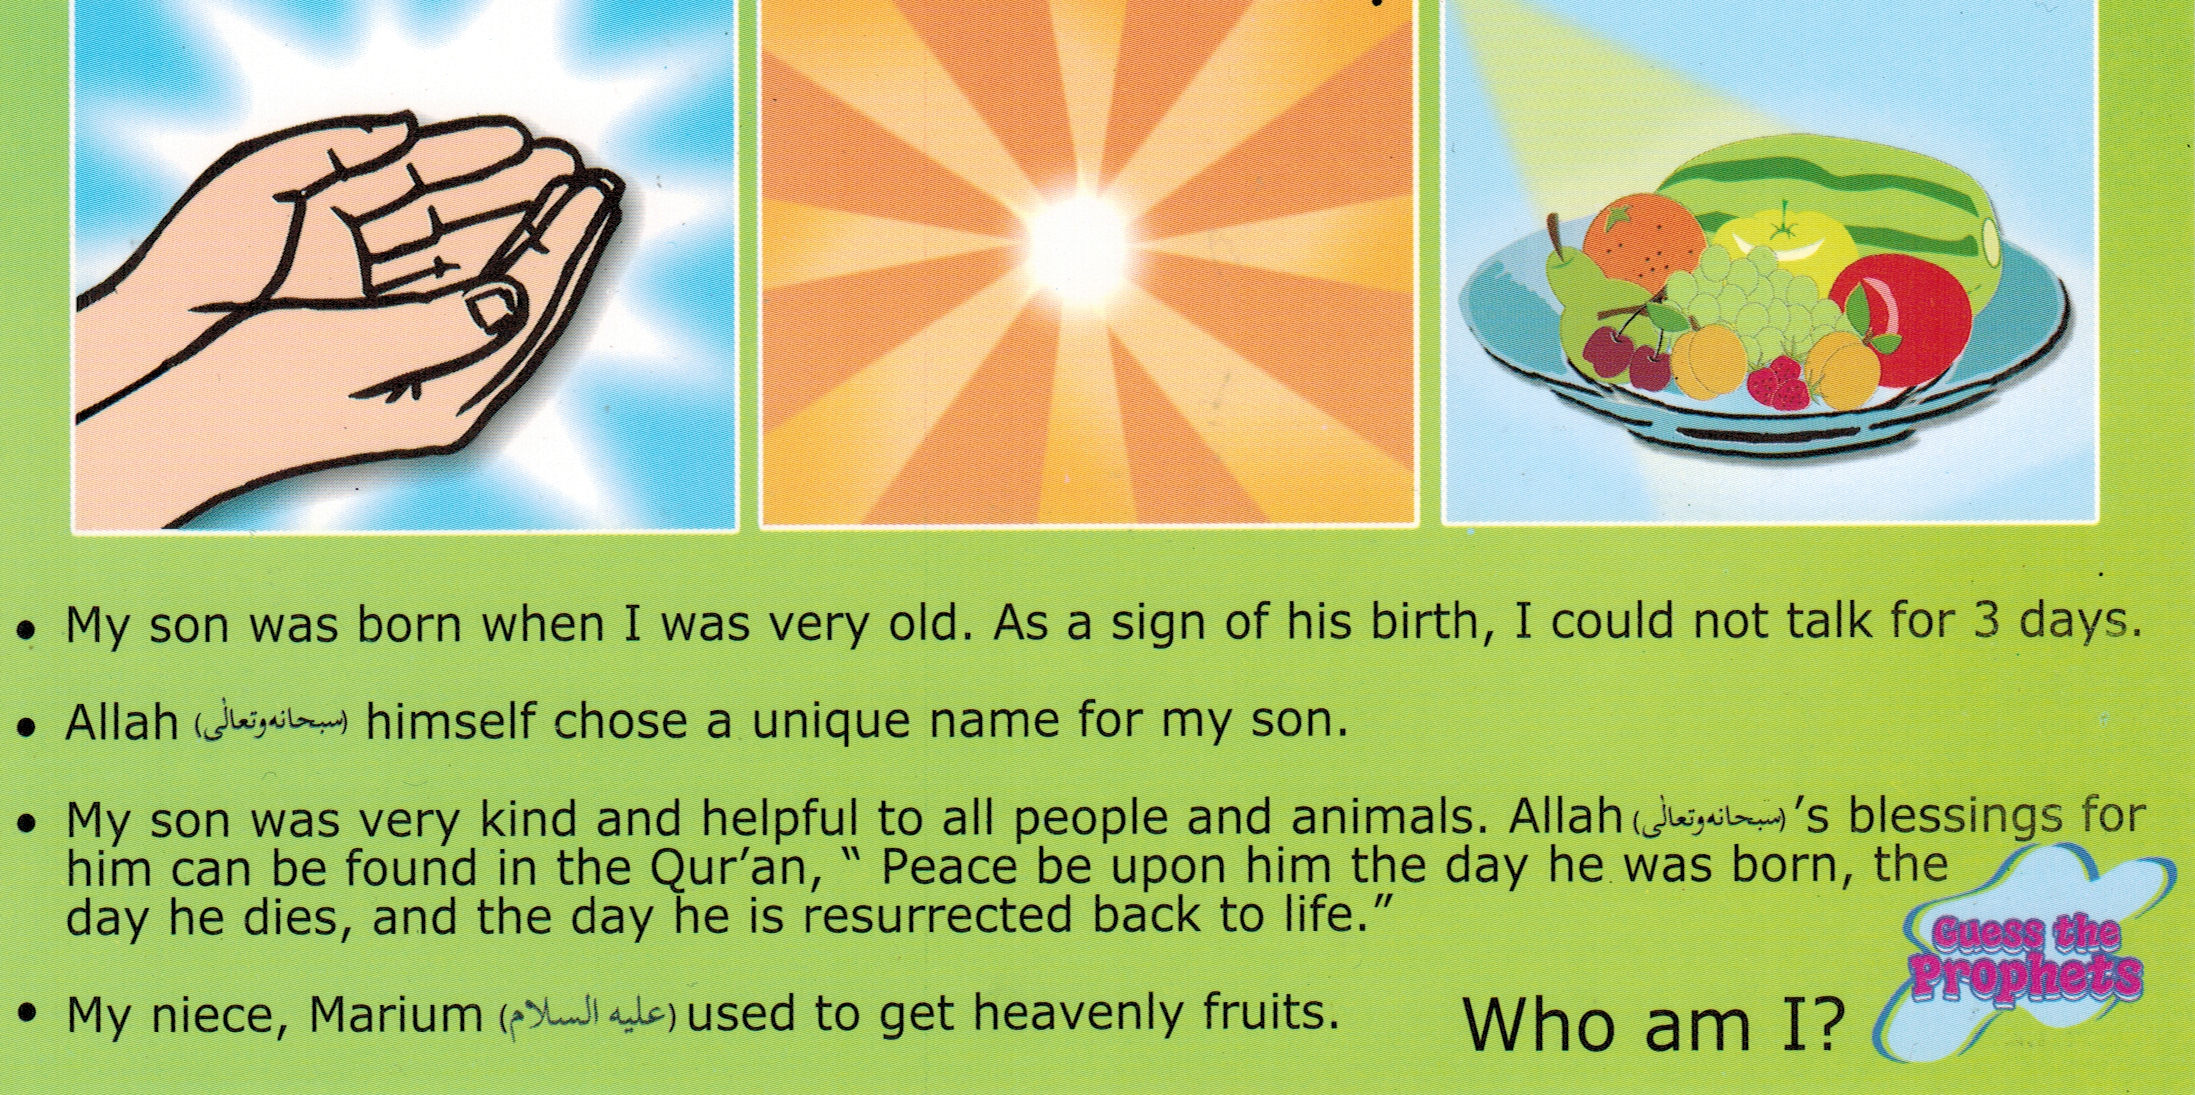 • My son was born when I was very old. As a sign of his birth, I could not talk for 3 days.
• Allah (سبحانه وتعالى) himself chose a unique name for my son.
• My son was very kind and helpful to all people and animals. Allah (سبحانه وتعالى)'s blessings for
him can be found in the Qur'an, “ Peace be upon him the day he was born, the
day he dies, and the day he is resurrected back to life.”
• My niece, Marium (عليه السلام) used to get heavenly fruits.
Who am I?
Guess the
Prophets